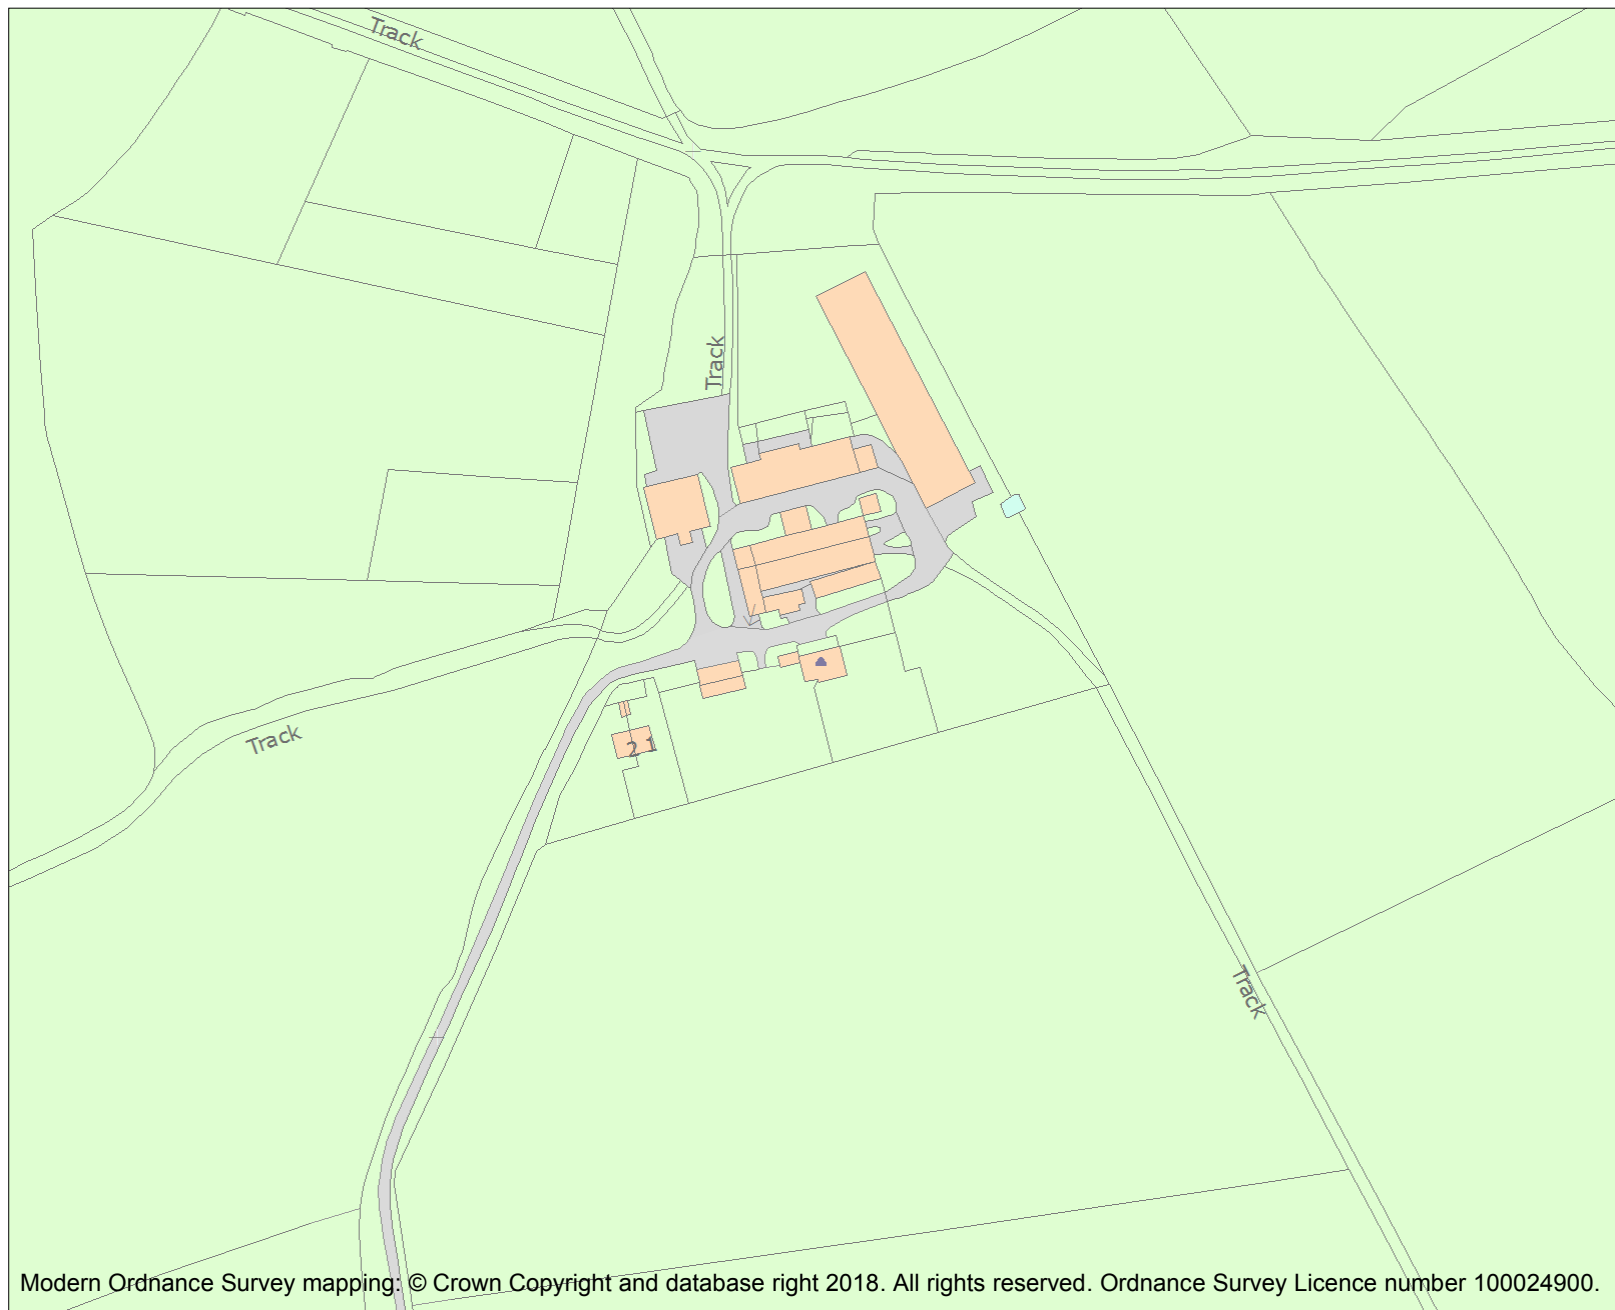 Track
Track
2 1
Track
Track
Modern Ordnance Survey mapping: © Crown Copyright and database right 2018. All rights reserved. Ordnance Survey Licence number 100024900.